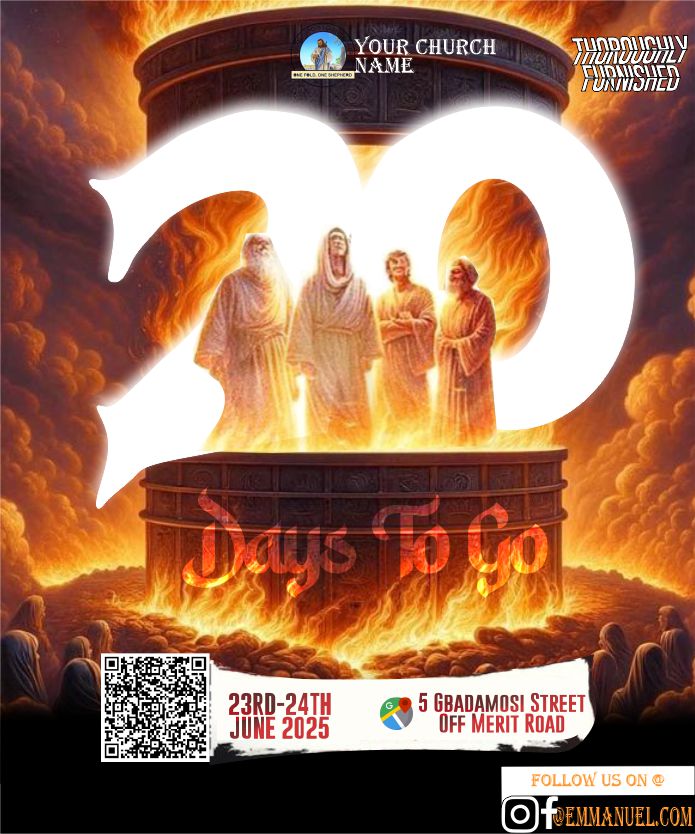 YOUR CHURCH
NAME
ONE FOLD, ONE SHEPHERD
THOROUGHLY
FURNISHED
20
Days To Go
23RD-24TH
JUNE 2025
G
5 GBADAMOSI STREET
OFF MERIT ROAD
FOLLOW US ON @
@EMMANUEL.COM